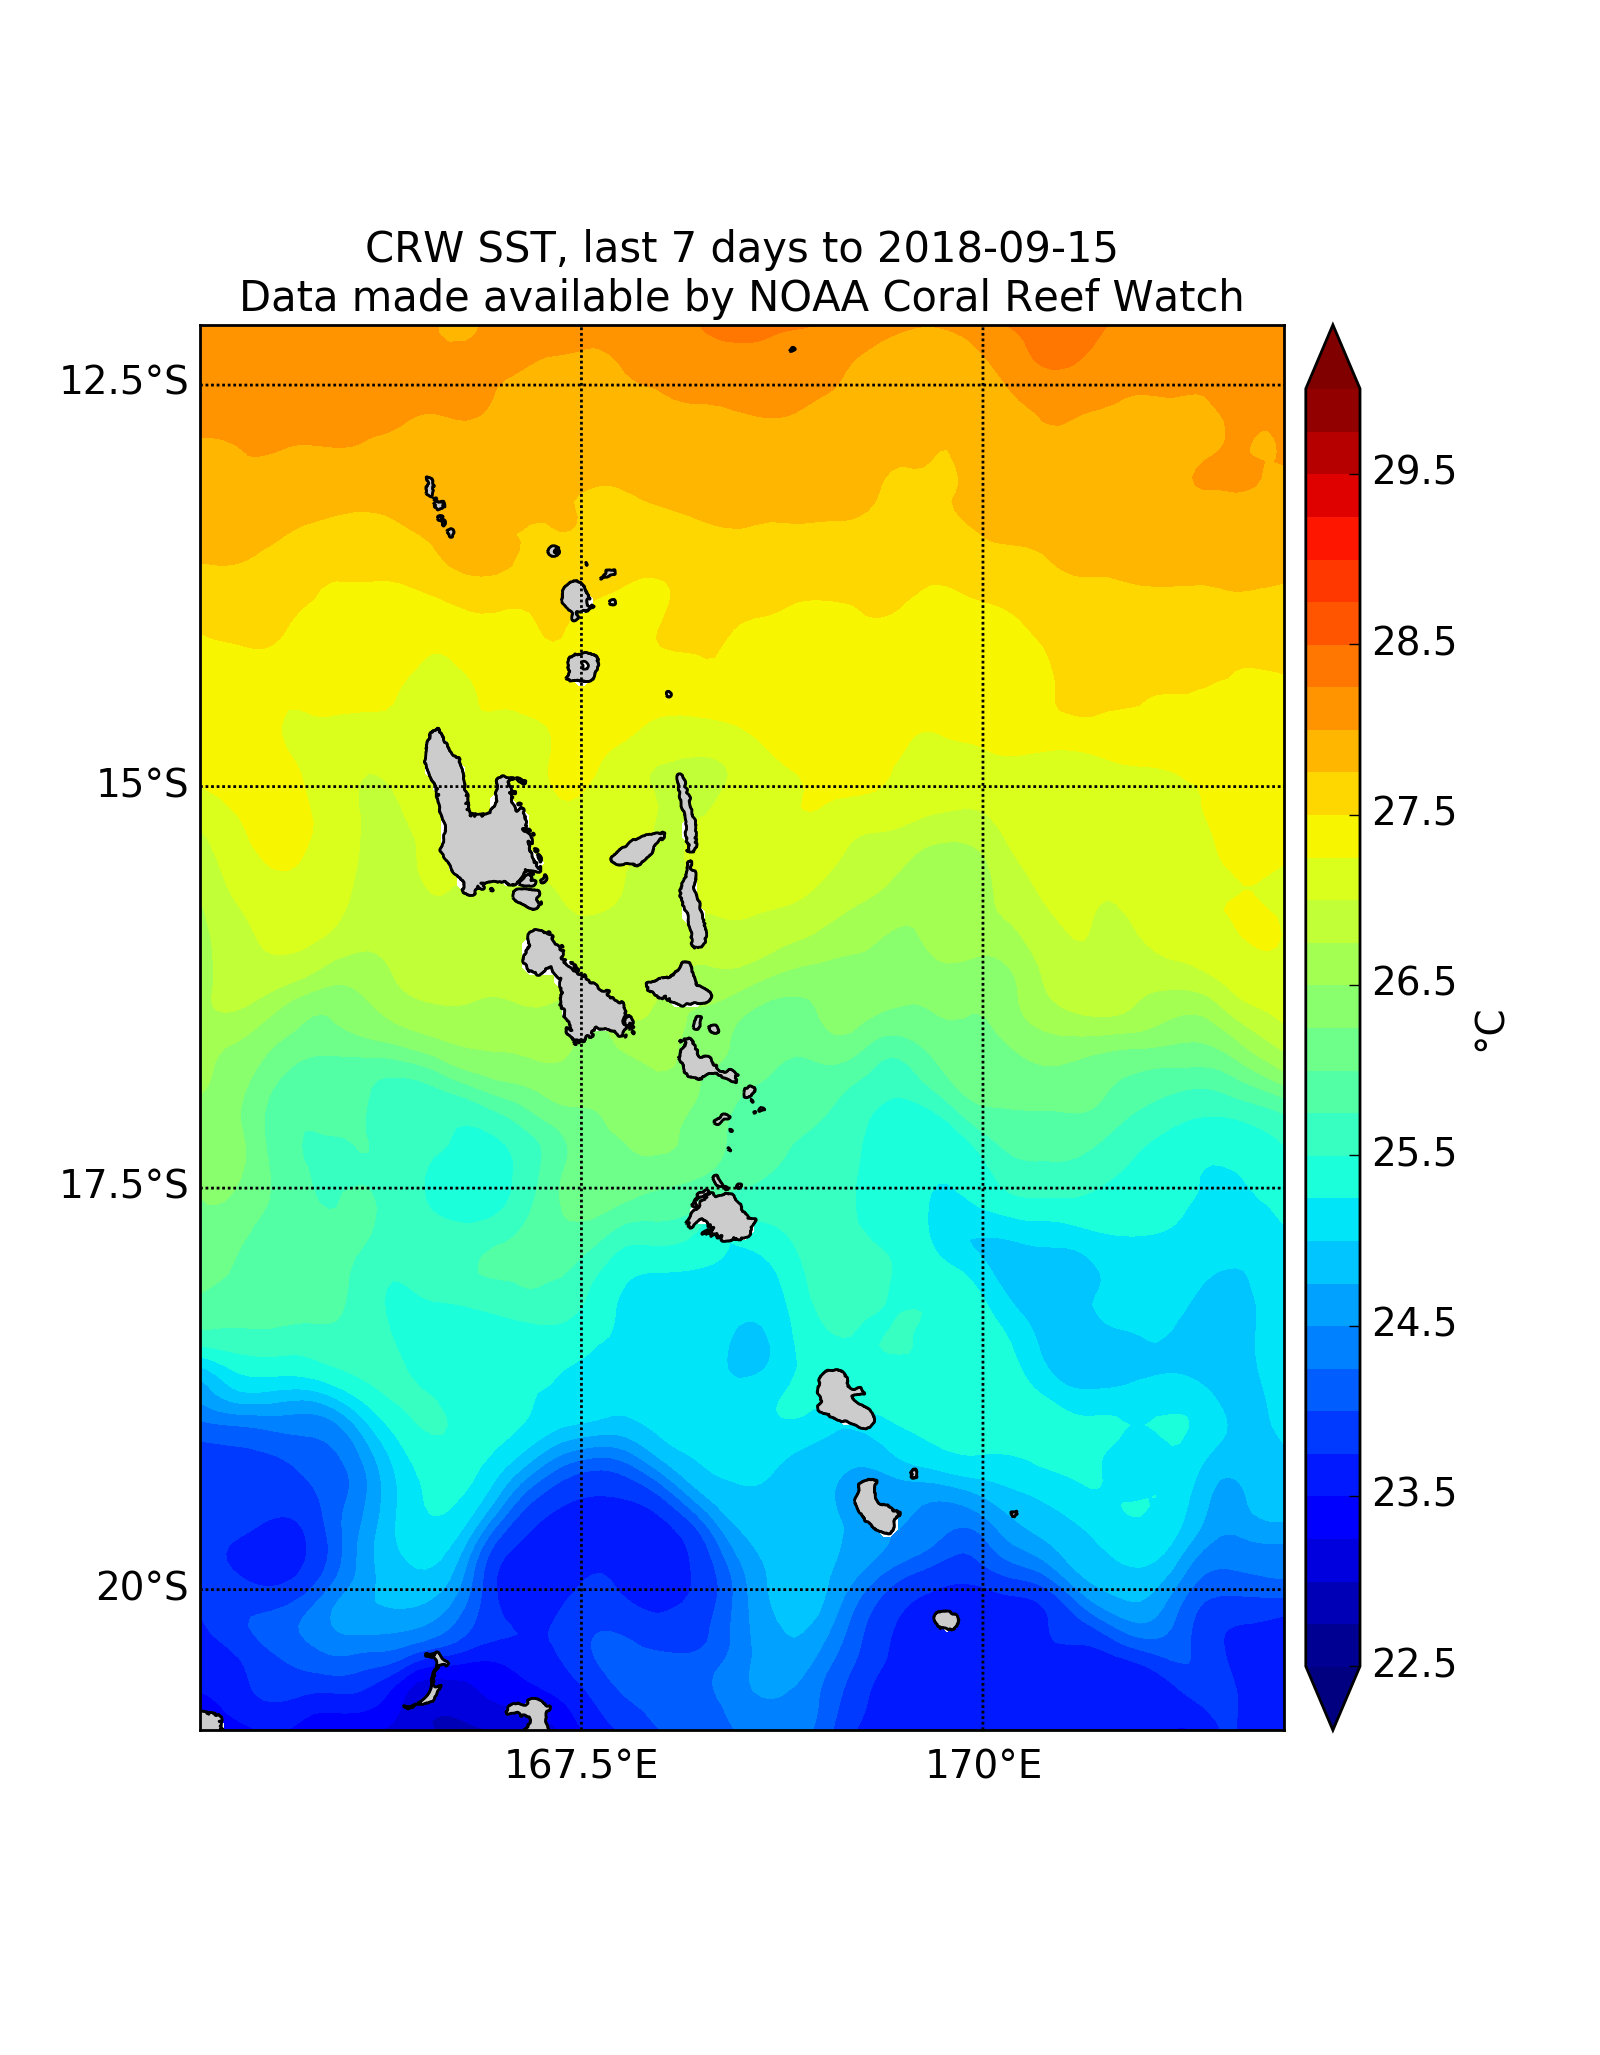 CRW SST, last 7 days to 2018-09-15
Data made available by NOAA Coral Reef Watch
12.5°S
15°S
17.5°S
20°S
167.5°E
170°E
29.5
28.5
27.5
26.5
25.5
24.5
23.5
22.5
°C